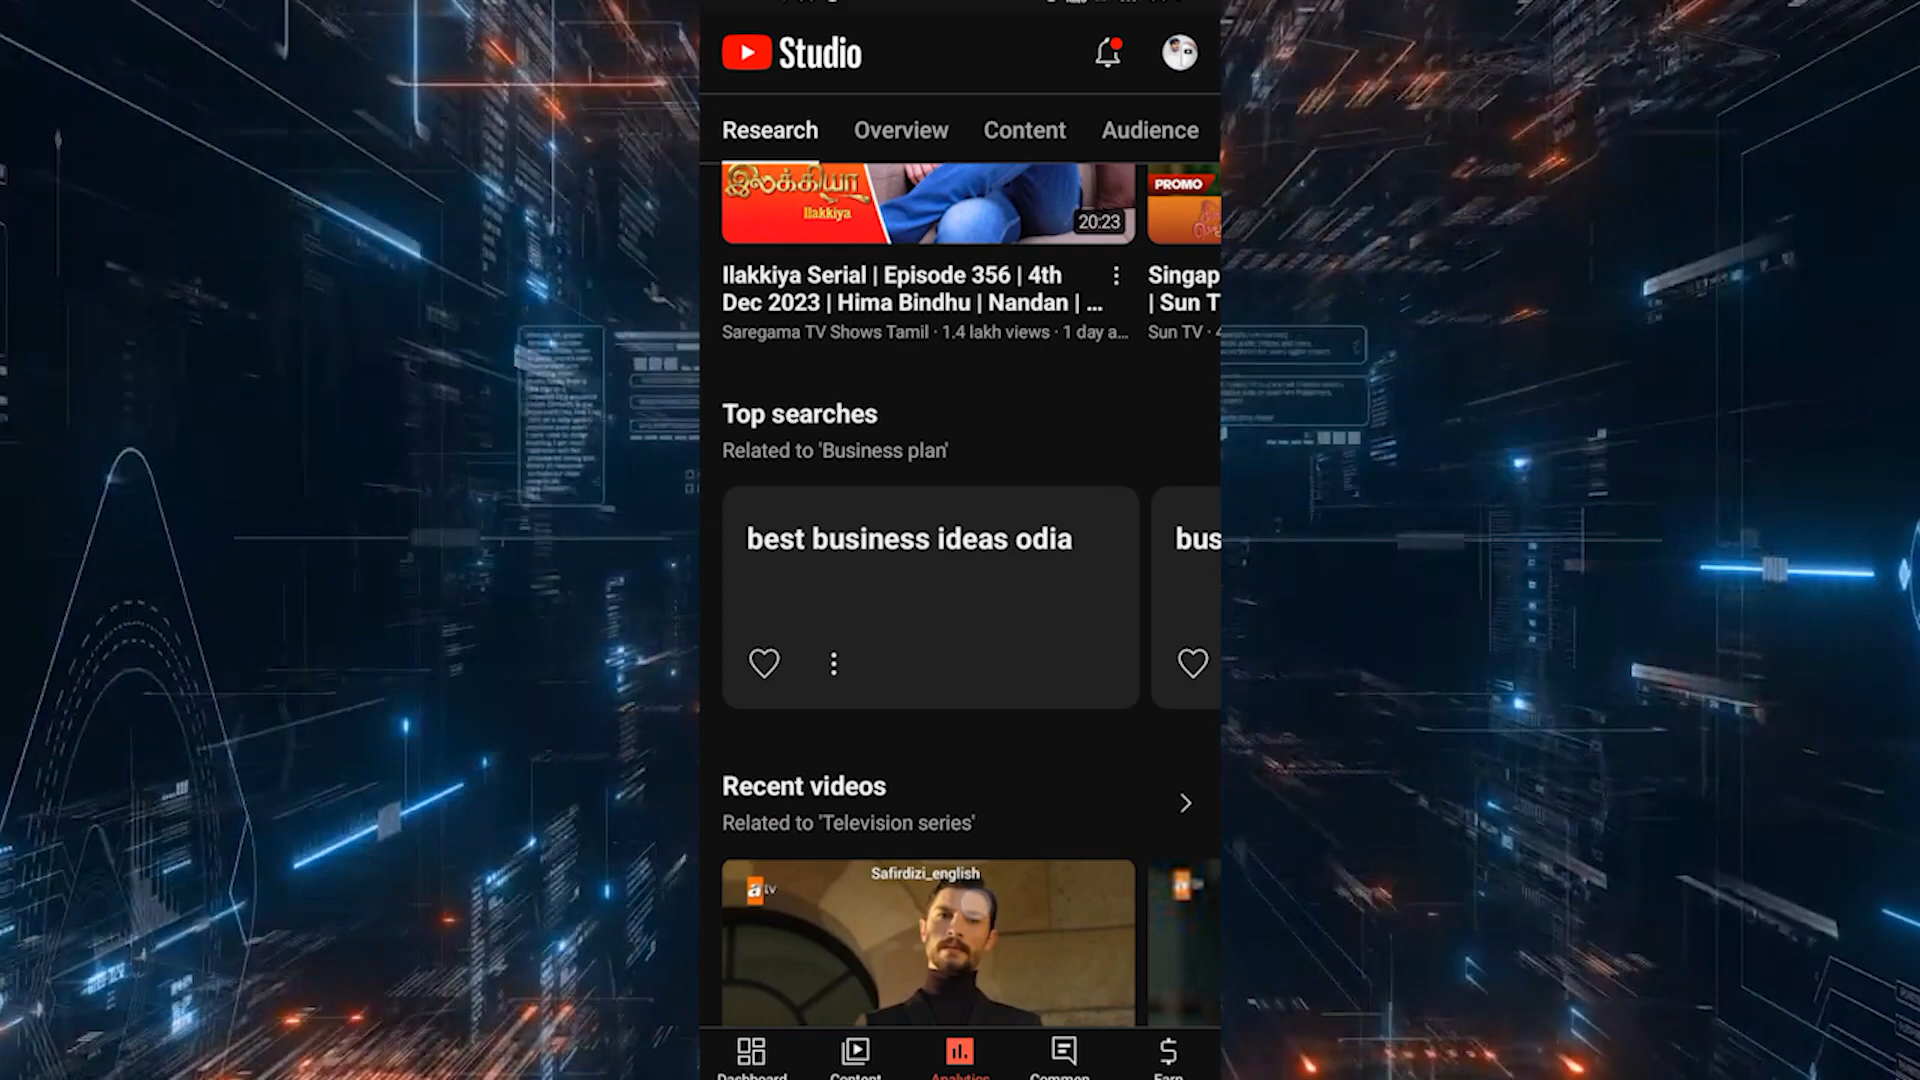 Studio
Research
Overview
Content
Audience
இலக்கியா
Ilakkiya
20:23
PROMO
Ilakkiya Serial | Episode 356 | 4th
Dec 2023 | Hima Bindhu | Nandan | ...
Saregama TV Shows Tamil · 1.4 lakh views · 1 day a...
Singap
| Sun T
Sun TV ·
Top searches
Related to 'Business plan'
best business ideas odia
bus
Recent videos
Related to 'Television series'
Safirdizi_english
atv
Dashboard
Content
Analytics
Commen
Earn